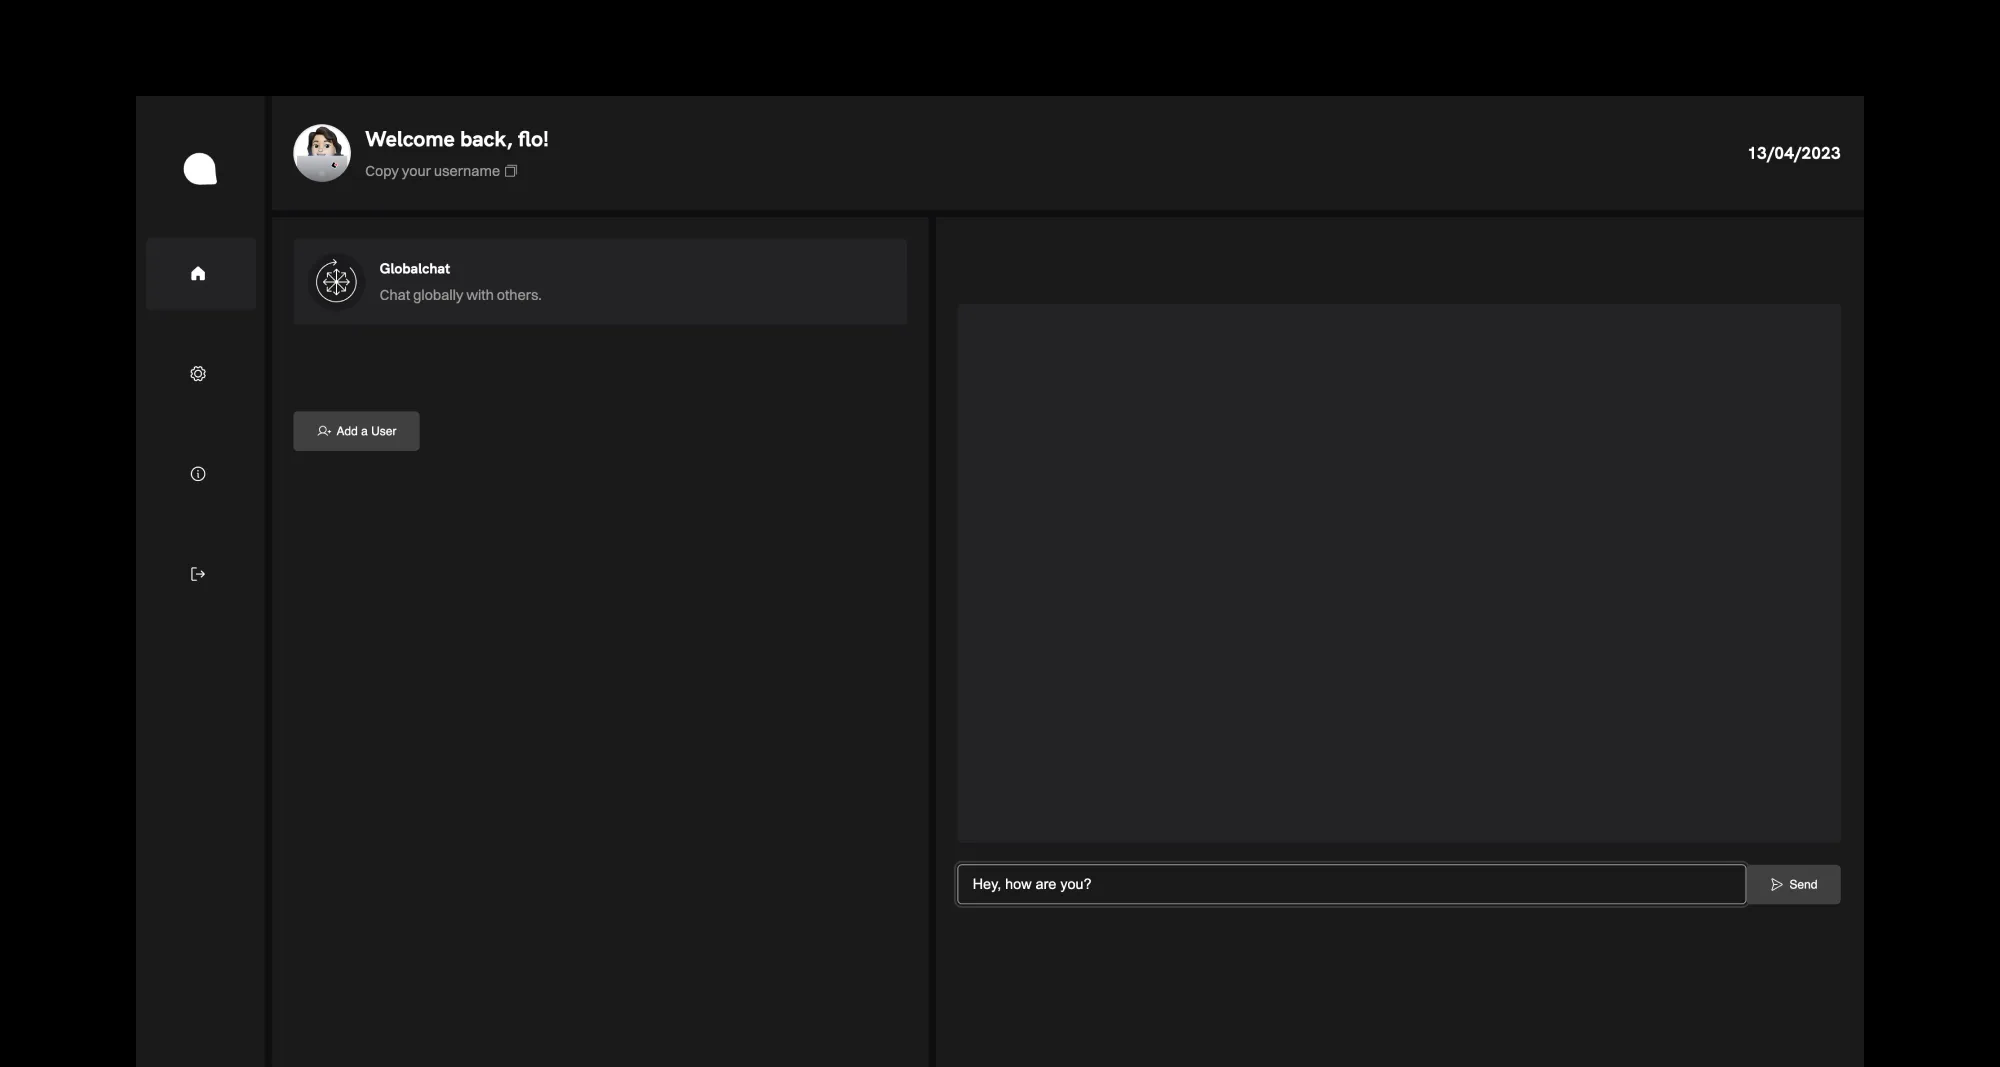 Welcome back, flo!
Copy your username
13/04/2023
Globalchat
Chat globally with others.
Add a User
Hey, how are you?
Send